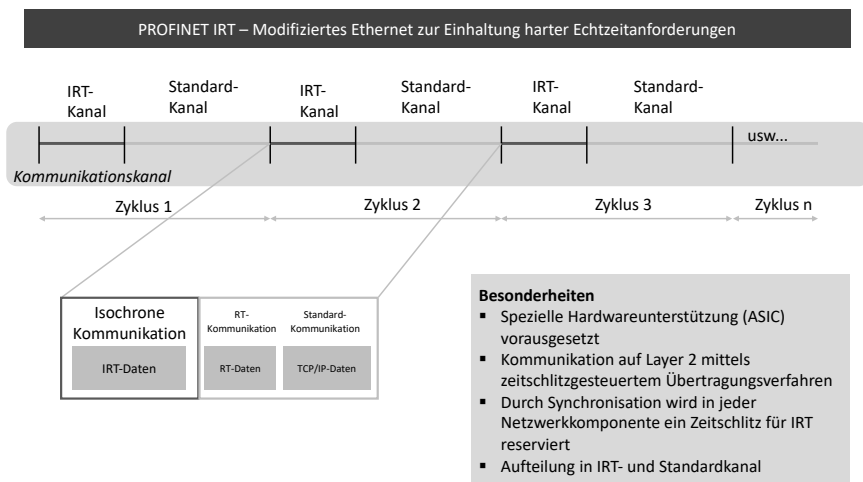 PROFINET IRT – Modifiziertes Ethernet zur Einhaltung harter Echtzeitanforderungen
IRT-
Kanal
Standard-
Kanal
IRT-
Kanal
Standard-
Kanal
IRT-
Kanal
Standard-
Kanal
usw...
Kommunikationskanal
Zyklus 1
Zyklus 2
Zyklus 3
Zyklus n
Isochrone
Kommunikation
IRT-Daten
RT-
Kommunikation
RT-Daten
Standard-
Kommunikation
TCP/IP-Daten
Besonderheiten
▪ Spezielle Hardwareunterstützung (ASIC)
vorausgesetzt
▪ Kommunikation auf Layer 2 mittels
zeitschlitzgesteuertem Übertragungsverfahren
▪ Durch Synchronisation wird in jeder
Netzwerkkomponente ein Zeitschlitz für IRT
reserviert
▪ Aufteilung in IRT- und Standardkanal